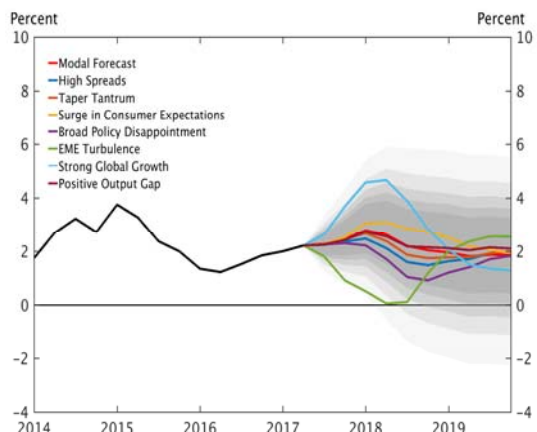 Percent Percent
10 10
Modal Forecast
High Spreads
8 8
Taper Tantrum
Surge in Consumer Expectations
Broad Policy Disappointment
6 EME Turbulence 6
Strong Global Growth
Positive Output Gap
4 4
2 2
0 0
-2 -2
-4 -4
2014 2015 2016 2017 2018 2019